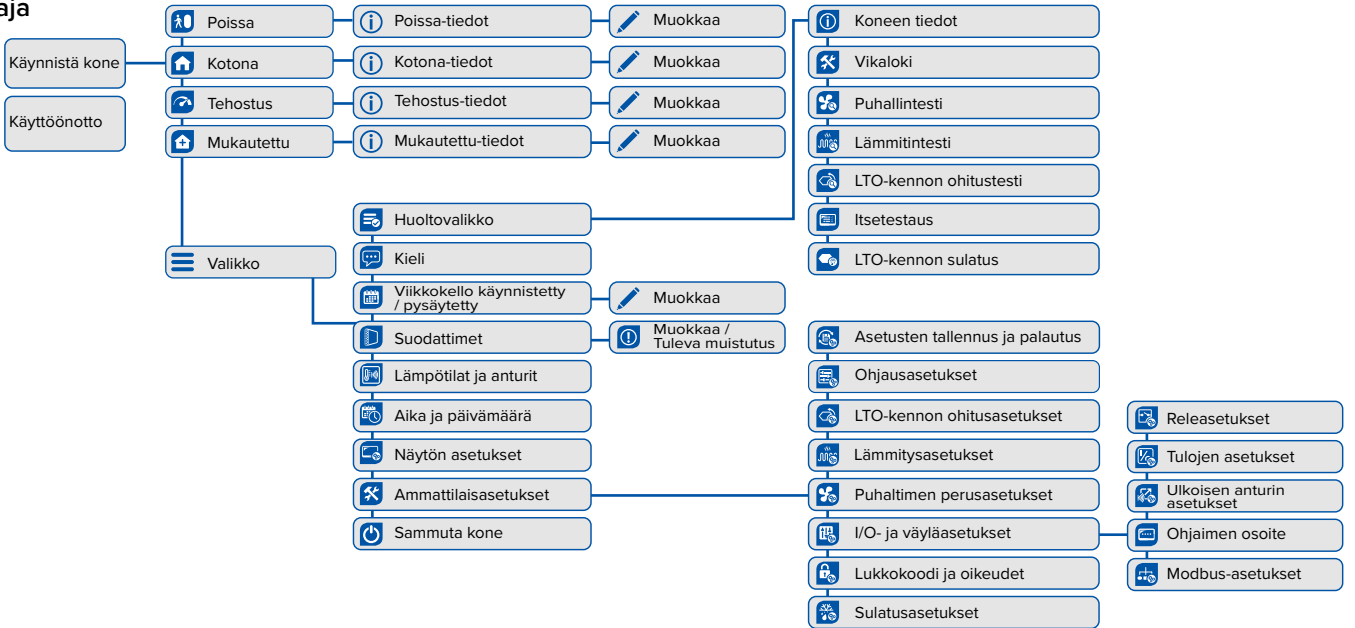 aja
Käynnistä kone
Käyttöönotto
Poissa
Poissa-tiedot
Muokkaa
Kotona
Kotona-tiedot
Muokkaa
Tehostus
Tehostus-tiedot
Muokkaa
Mukautettu
Mukautettu-tiedot
Muokkaa
Valikko
Huoltovalikko
Kieli
Viikkokello käynnistetty
/ pysäytetty
Muokkaa
Suodattimet
Muokkaa /
Tuleva muistutus
Lämpötilat ja anturit
Aika ja päivämäärä
Näytön asetukset
Ammattilaisasetukset
Sammuta kone
Koneen tiedot
Vikaloki
Puhallintesti
Lämmitintesti
LTO-kennon ohitustesti
Itsetestaus
LTO-kennon sulatus
Asetusten tallennus ja palautus
Ohjausasetukset
LTO-kennon ohitusasetukset
Lämmitysasetukset
Puhaltimen perusasetukset
I/O- ja väyläasetukset
Lukkokoodi ja oikeudet
Sulatusasetukset
Releasetukset
Tulojen asetukset
Ulkoisen anturin
asetukset
Ohjaimen osoite
Modbus-asetukset